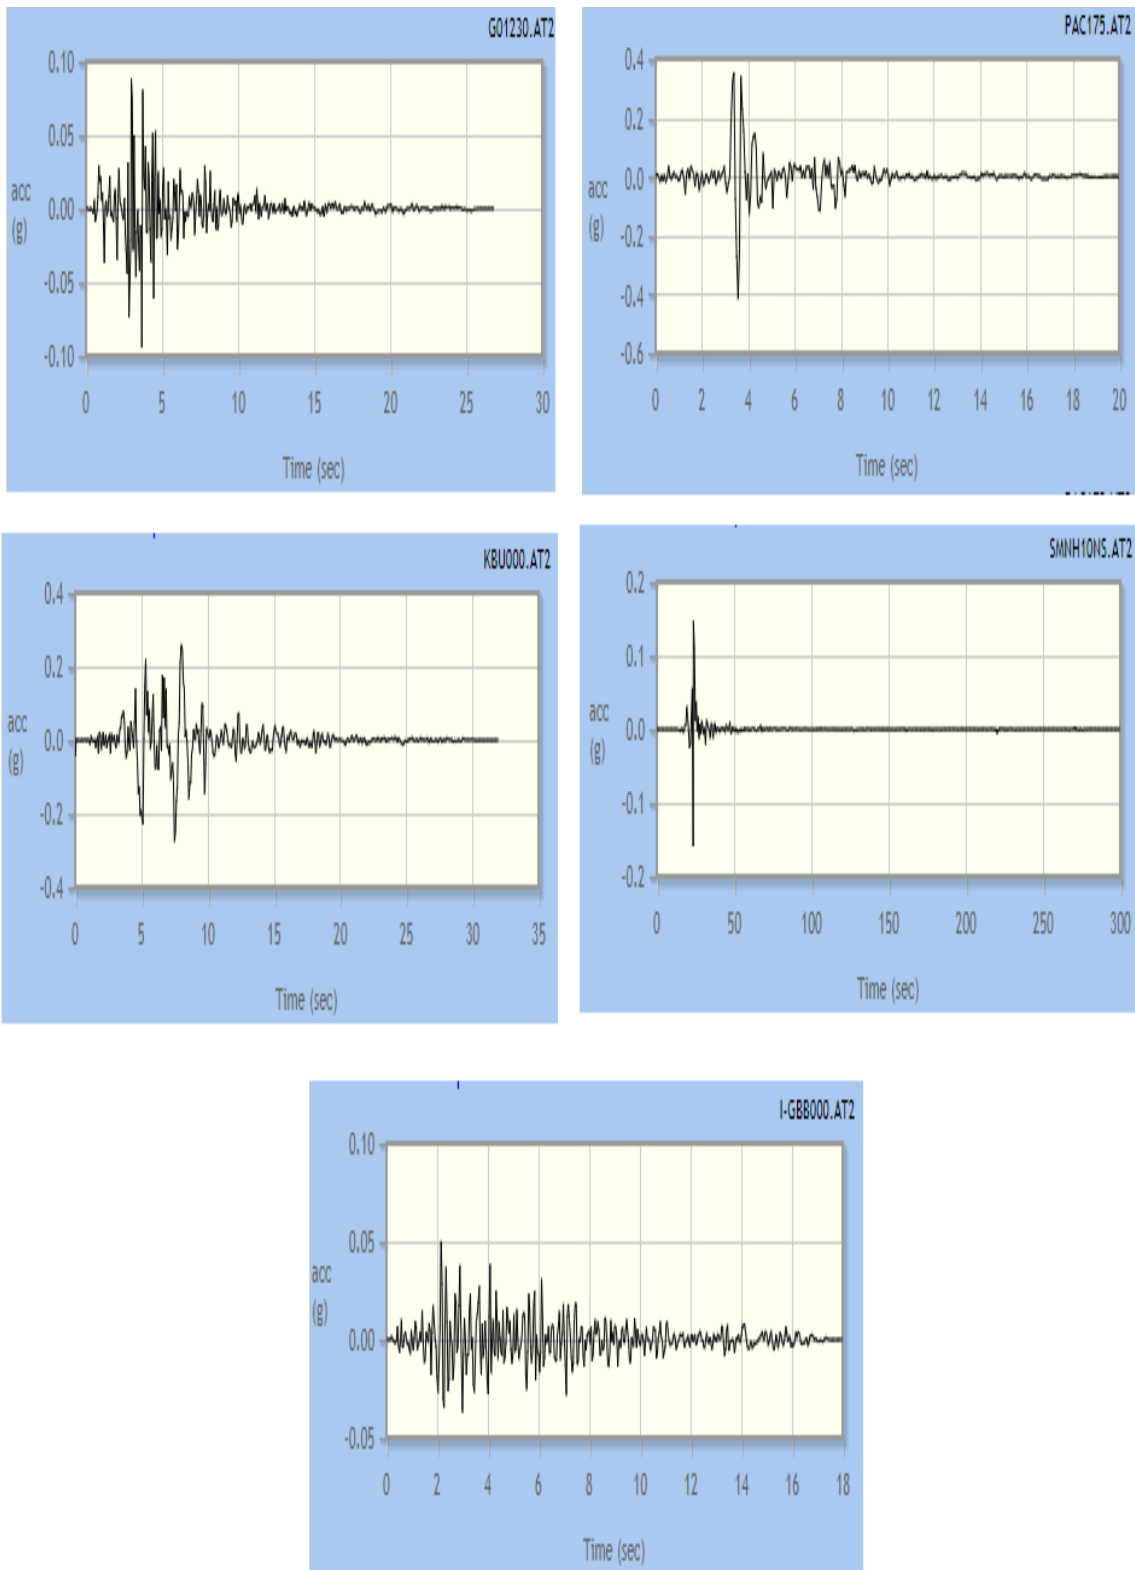 G01230.AT2
0.10
0.05
0.00
-0.05
-0.10
acc
(g)
0 5 10 15 20 25 30
Time (sec)
PAC175.AT2
0.4
0.2
0.0
-0.2
-0.4
-0.6
acc
(g)
0 2 4 6 8 10 12 14 16 18 20
Time (sec)
KBU000.AT2
0.4
0.2
0.0
-0.2
-0.4
acc
(g)
0 5 10 15 20 25 30 35
Time (sec)
SMNH10NS.AT2
0.2
0.1
0.0
-0.1
-0.2
acc
(g)
0 50 100 150 200 250 300
Time (sec)
I-GBB000.AT2
0.10
0.05
0.00
-0.05
acc
(g)
0 2 4 6 8 10 12 14 16 18
Time (sec)